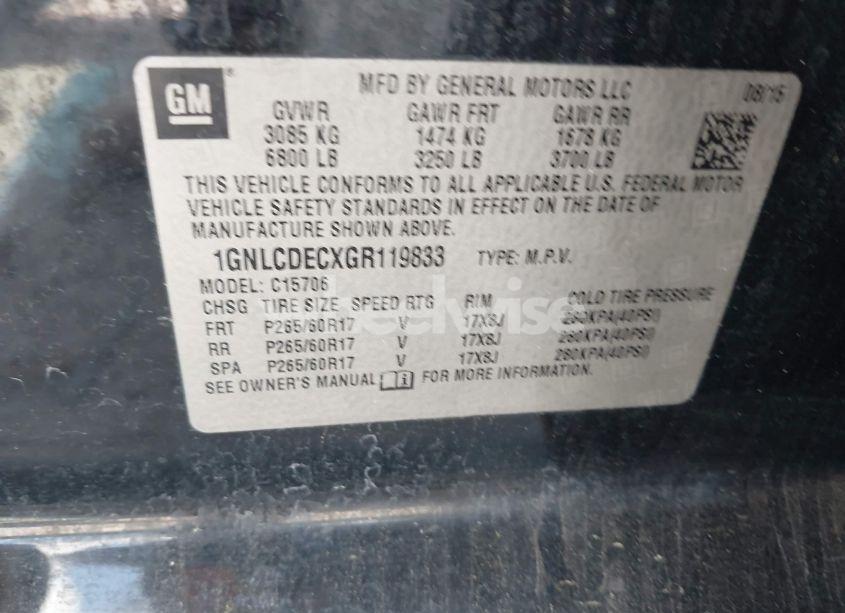 GM
MFD BY GENERAL MOTORS LLC 08/15
GVWR GAWR FRT GAWR RR
3085 KG 1474 KG 1678 KG
6800 LB 3250 LB 3700 LB
THIS VEHICLE CONFORMS TO ALL APPLICABLE U.S. FEDERAL MOTOR
VEHICLE SAFETY STANDARDS IN EFFECT ON THE DATE OF
MANUFACTURE SHOWN ABOVE.
1GNLCDECXGR119833 TYPE: M.P.V.
MODEL: C15706
CHSG TIRE SIZE SPEED RTG RIM COLD TIRE PRESSURE
FRT P265/60R17 V 17X8J 280KPA(40PSI)
RR P265/60R17 V 17X8J 280KPA(40PSI)
SPA P265/60R17 V 17X8J 280KPA(40PSI)
SEE OWNER'S MANUAL FOR MORE INFORMATION.